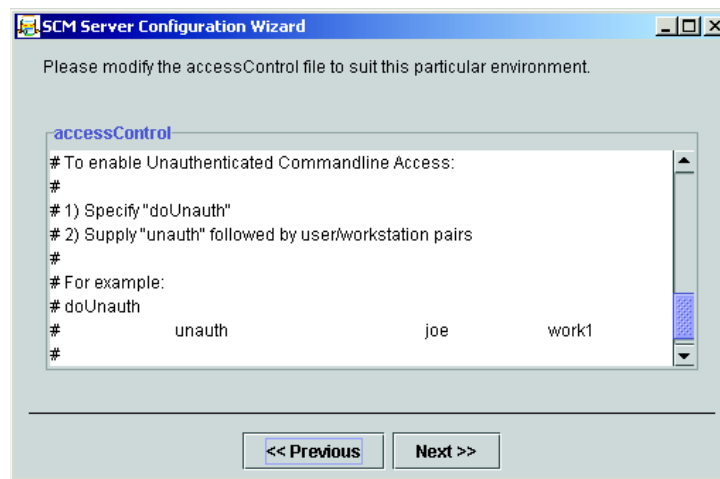 SCM Server Configuration Wizard
Please modify the accessControl file to suit this particular environment.
accessControl
# To enable Unauthenticated Commandline Access:
#
# 1) Specify "doUnauth"
# 2) Supply "unauth" followed by user/workstation pairs
#
# For example:
# doUnauth
# unauth joe work1
#
<< Previous Next >>